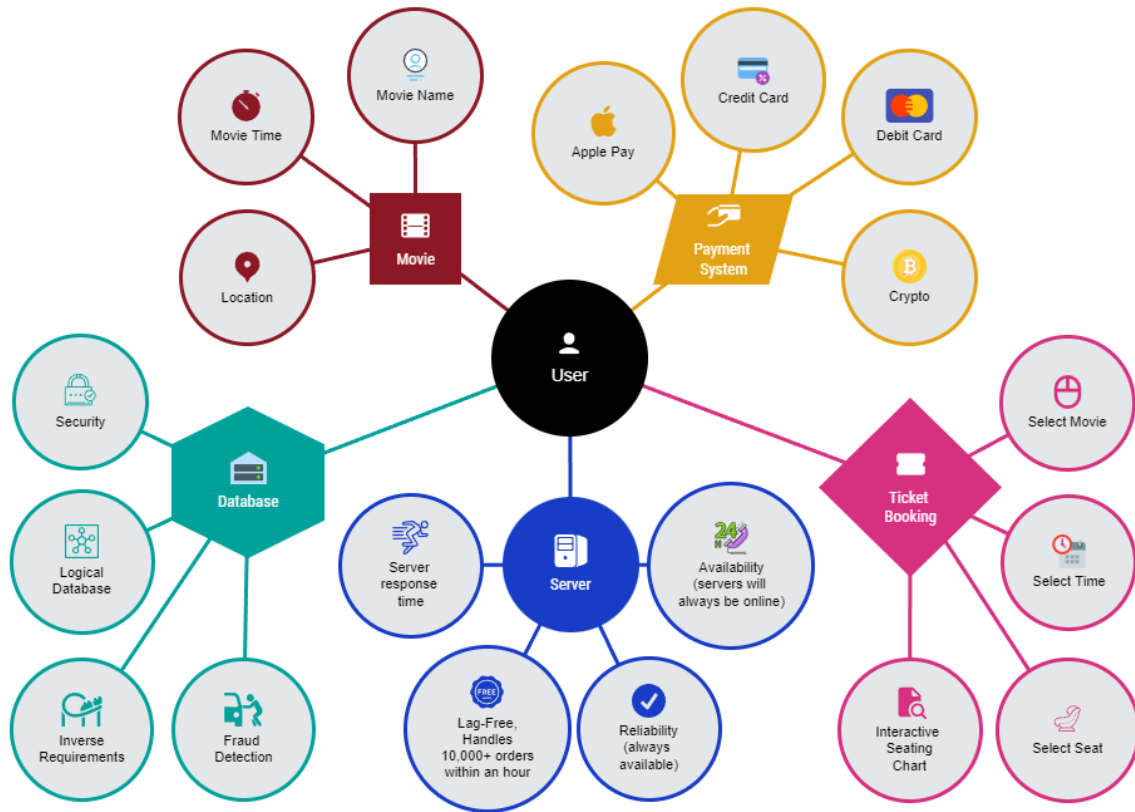 Movie Name
Movie Time
Location
Movie
Apple Pay
Credit Card
Debit Card
Crypto
Payment
System
User
Security
Logical
Database
Inverse
Requirements
Fraud
Detection
Database
Server
response
time
Server
24
H
Availability
(servers will
always be online)
FREE
Lag-Free,
Handles
10,000+ orders
within an hour
Reliability
(always
available)
Ticket
Booking
Select Movie
Select Time
Select Seat
Interactive
Seating
Chart